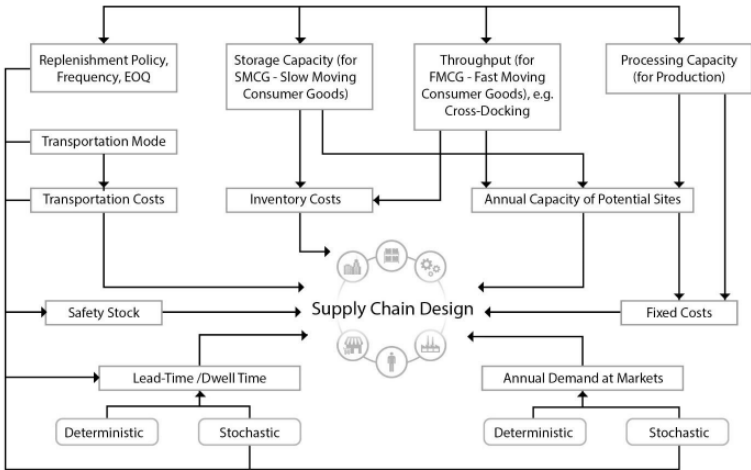 Replenishment Policy,
Frequency, EOQ
Storage Capacity (for
SMCG - Slow Moving
Consumer Goods)
Throughput (for
FMCG - Fast Moving
Consumer Goods), e.g.
Cross-Docking
Processing Capacity
(for Production)
Transportation Mode
Transportation Costs
Inventory Costs
Annual Capacity of Potential Sites
Supply Chain Design
Safety Stock
Fixed Costs
Lead-Time /Dwell Time
Annual Demand at Markets
Deterministic
Stochastic
Deterministic
Stochastic